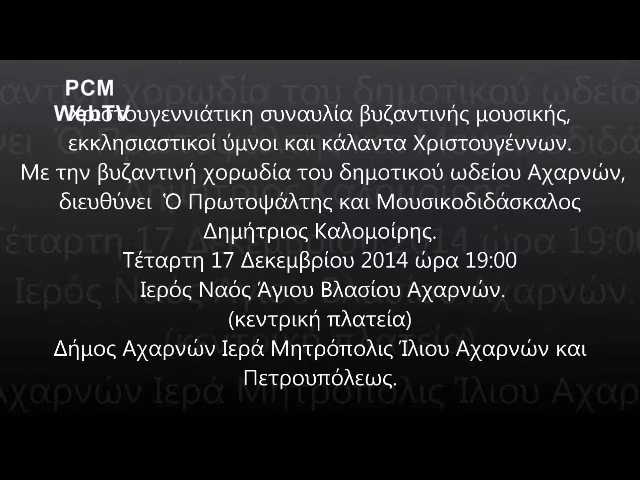 PCM
WebTV
Χριστουγεννιάτικη συναυλία βυζαντινής μουσικής,
εκκλησιαστικοί ύμνοι και κάλαντα Χριστουγέννων.
Με την βυζαντινή χορωδία του δημοτικού ωδείου Αχαρνών,
διευθύνει Ὁ Πρωτοψάλτης και Μουσικοδιδάσκαλος
Δημήτριος Καλομοίρης.
Τέταρτη 17 Δεκεμβρίου 2014 ώρα 19:00
Ιερός Ναός Άγιου Βλασίου Αχαρνών.
(κεντρική πλατεία)
Δήμος Αχαρνών Ιερά Μητρόπολις Ίλιου Αχαρνών και
Πετρουπόλεως.